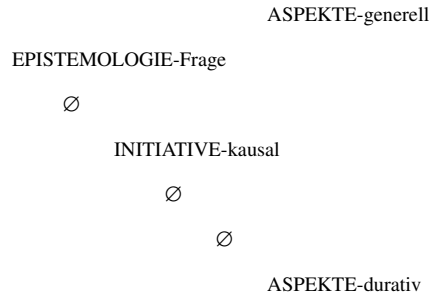 ASPEKTE-generell
EPISTEMOLOGIE-Frage
∅
INITIATIVE-kausal
∅
∅
ASPEKTE-durativ